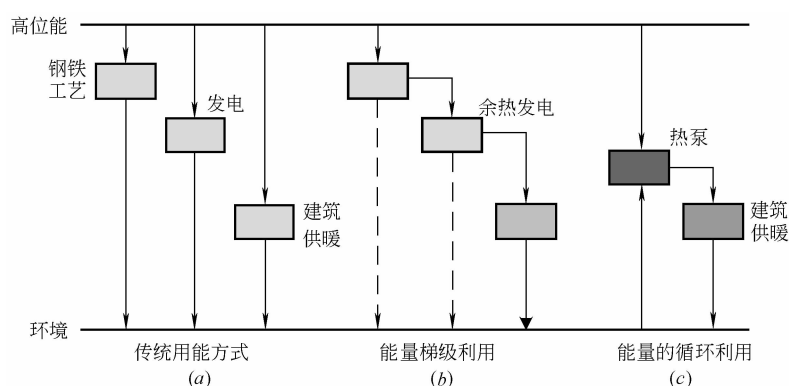 高位能
钢铁
工艺
发电
建筑
供暖
余热发电
热泵
建筑
供暖
环境
传统用能方式
能量梯级利用
能量的循环利用
(a)
(b)
(c)